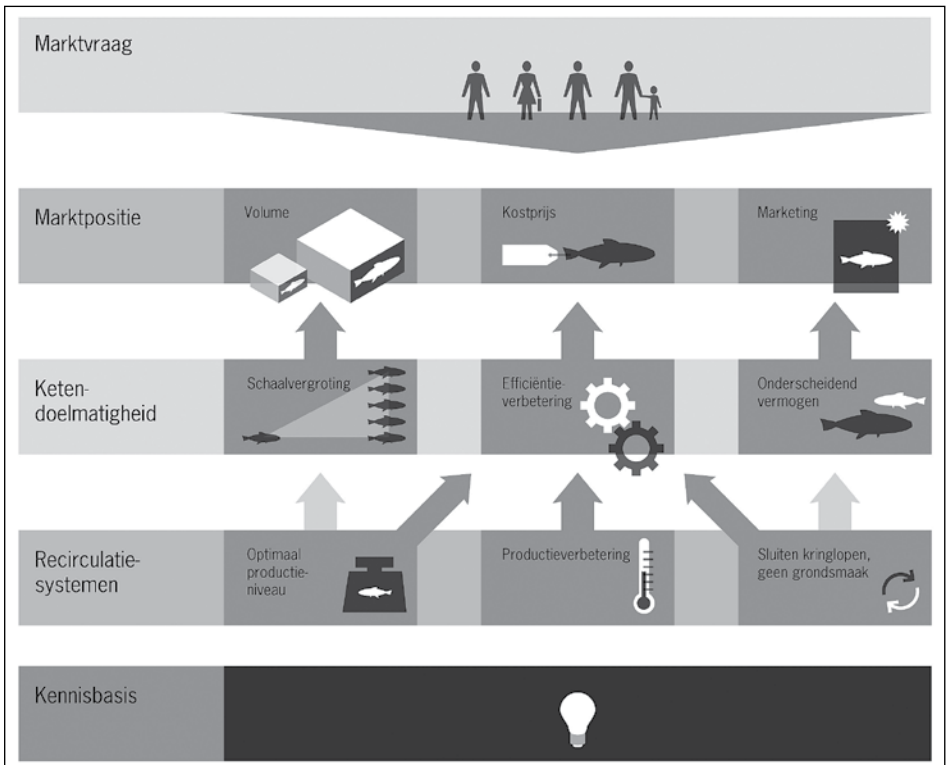 Marktvraag
Marktpositie
Volume
Kostprijs
Marketing
Keten-
doelmatigheid
Schaalvergroting
Efficiëntie-
verbetering
Onderscheidend
vermogen
Recirculatie-
systemen
Optimaal
productie-
niveau
Productieverbetering
Sluiten kringlopen,
geen grondsmaak
Kennisbasis